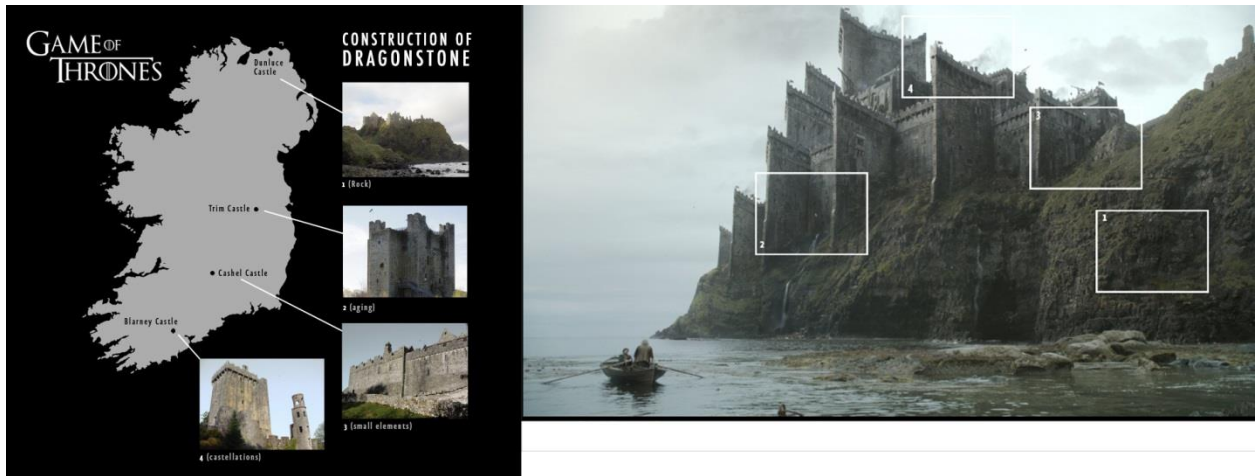 GAME OF
THRONES
CONSTRUCTION OF
DRAGONSTONE
Dunluce
Castle
1 (Rock)
Trim Castle
2 (aging)
Cashel Castle
3 (small elements)
Blarney Castle
4 (castellations)
4
3
2
1